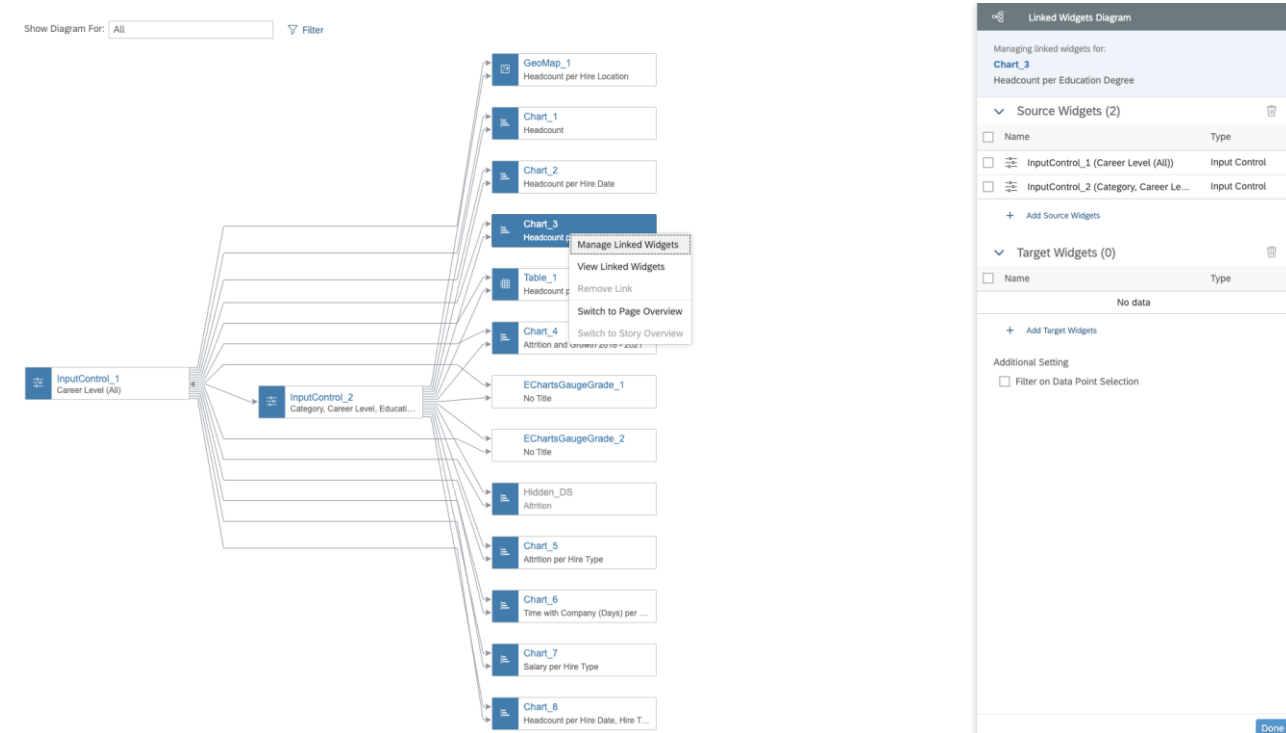 Show Diagram For: All
Filter
GeoMap_1
Headcount per Hire Location
Chart_1
Headcount
Chart_2
Headcount per Hire Date
Chart_3
Headcount p
Manage Linked Widgets
View Linked Widgets
Remove Link
Switch to Page Overview
Switch to Story Overview
Table_1
Headcount p
Chart_4
Attrition and Growth 2016 - 2021
InputControl_1
Career Level (All)
InputControl_2
Category, Career Level, Educati...
EChartsGaugeGrade_1
No Title
EChartsGaugeGrade_2
No Title
Hidden_DS
Attrition
Chart_5
Attrition per Hire Type
Chart_6
Time with Company (Days) per ...
Chart_7
Salary per Hire Type
Chart_8
Headcount per Hire Date, Hire T...
Linked Widgets Diagram
Managing linked widgets for:
Chart_3
Headcount per Education Degree
Source Widgets (2)
Name Type
InputControl_1 (Career Level (All)) Input Control
InputControl_2 (Category, Career Le... Input Control
+ Add Source Widgets
Target Widgets (0)
Name Type
No data
+ Add Target Widgets
Additional Setting
Filter on Data Point Selection
Done